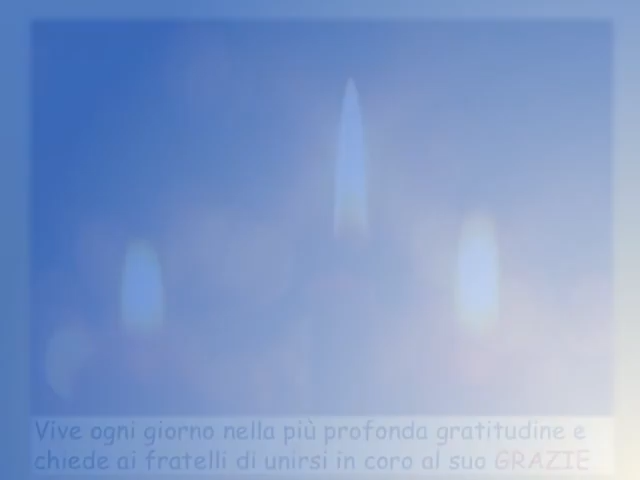 Vive ogni giorno nella più profonda gratitudine e
chiede ai fratelli di unirsi in coro al suo GRAZIE